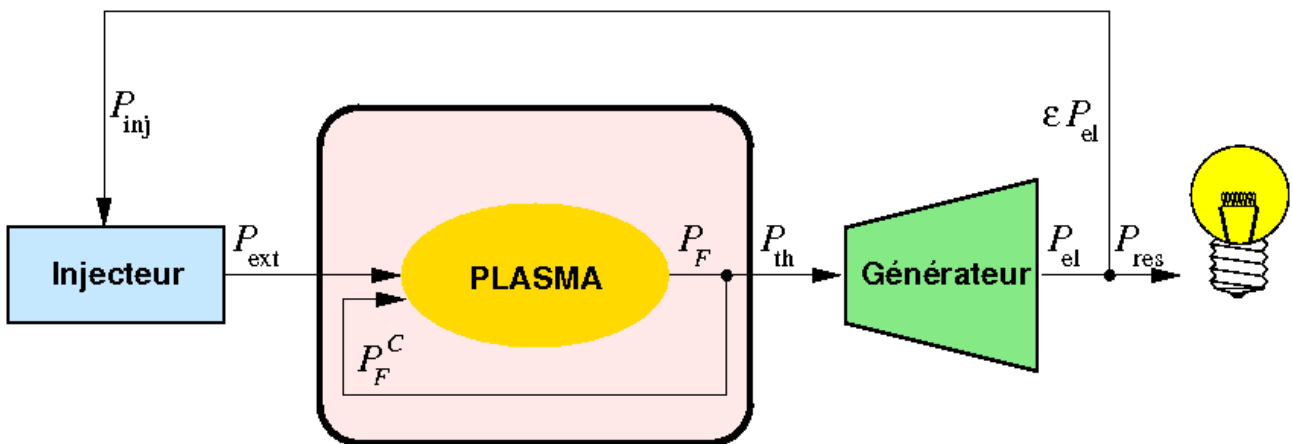 P_inj
εP_el
Injecteur
P_ext
PLASMA
P_F
P_th
Générateur
P_el
P_res
P_F^C